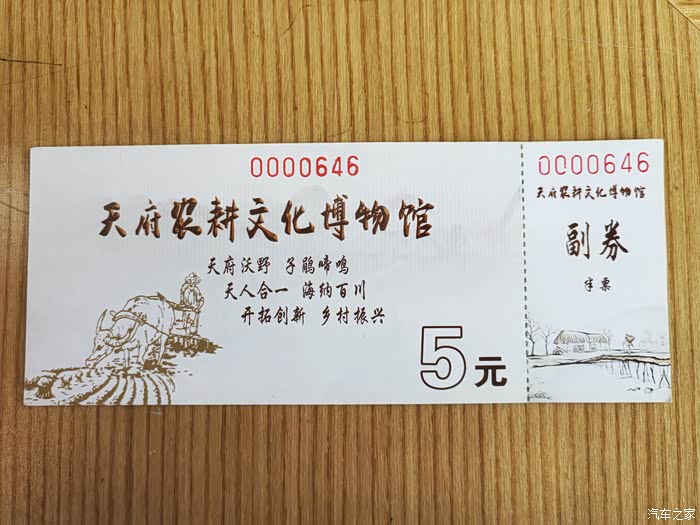 0000646
天府农耕文化博物馆
天府沃野 子鹃啼鸣
天人合一 海纳百川
开拓创新 乡村振兴
5元
0000646
天府农耕文化博物馆
副券
半票
汽车之家